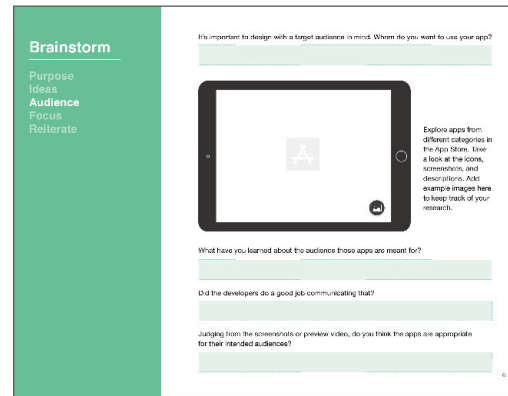 Brainstorm
Purpose
Ideas
Audience
Focus
Reiterate
It's important to design with a target audience in mind. Whom do you want to use your app?
Explore apps from
different categories in
the App Store. Take
a look at the icons,
screenshots, and
descriptions. Add
example images here
to keep track of your
research.
What have you learned about the audience those apps are meant for?
Did the developers do a good job communicating that?
Judging from the screenshots or preview video, do you think the apps are appropriate
for their intended audiences?